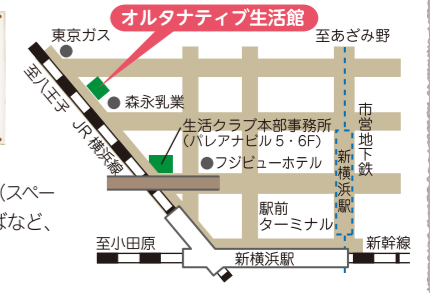 オルタナティブ生活館
東京ガス
至あざみ野
至八王子
森永乳業
JR横浜線
市営地下鉄
生活クラブ本部事務所
(パレアナビル5・6F)
フジビューホテル
新横浜駅
(スペー
ばなど、
駅前
ターミナル
至小田原
新横浜駅
新幹線